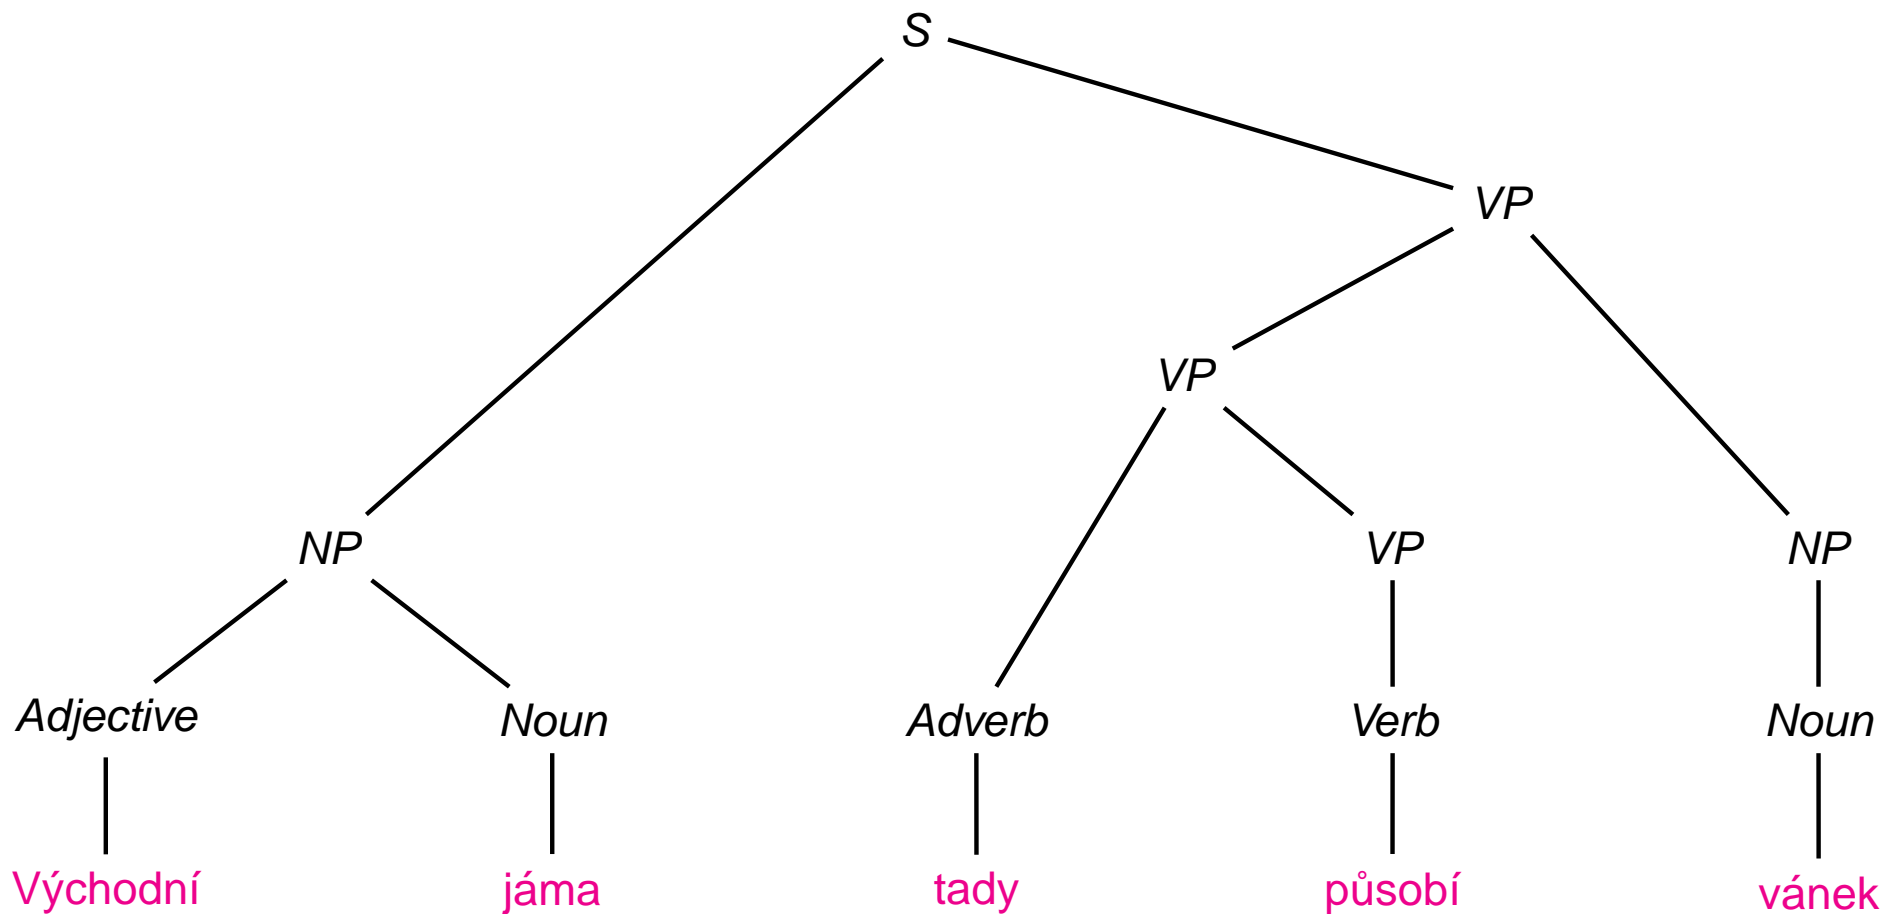 S
VP
VP
NP VP NP
Adjective Noun Adverb Verb Noun
Východní jáma tady působí vánek